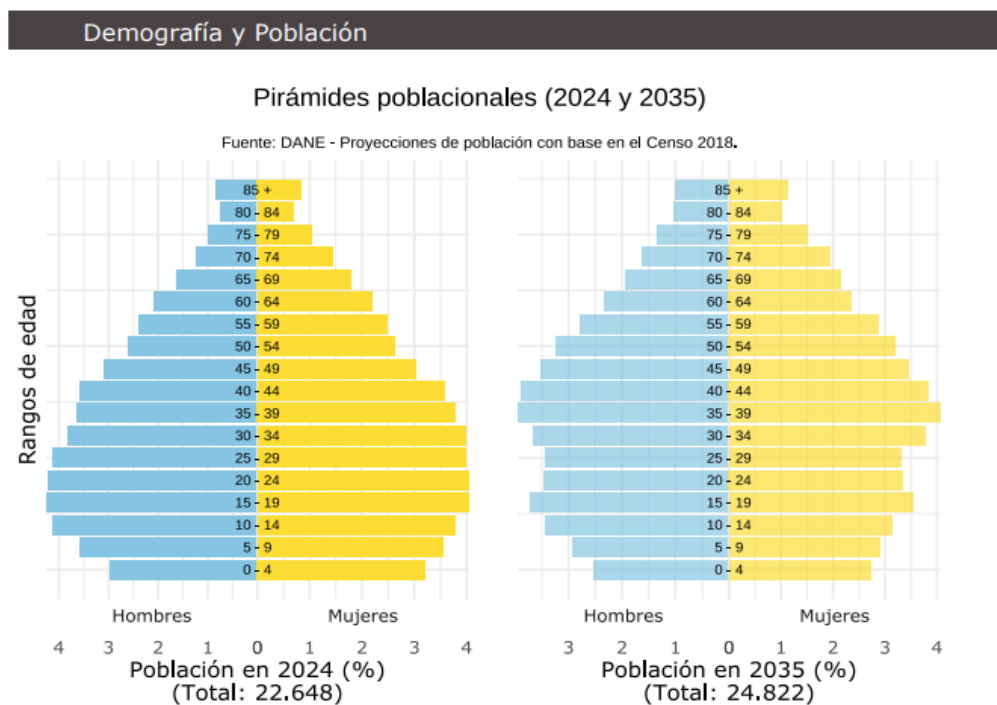 Demografía y Población
Pirámides poblacionales (2024 y 2035)
Fuente: DANE - Proyecciones de población con base en el Censo 2018.
Rangos de edad
85 +
80 - 84
75 - 79
70 - 74
65 - 69
60 - 64
55 - 59
50 - 54
45 - 49
40 - 44
35 - 39
30 - 34
25 - 29
20 - 24
15 - 19
10 - 14
5 - 9
0 - 4
Hombres Mujeres
4 3 2 1 0 1 2 3 4
Población en 2024 (%)
(Total: 22.648)
85 +
80 - 84
75 - 79
70 - 74
65 - 69
60 - 64
55 - 59
50 - 54
45 - 49
40 - 44
35 - 39
30 - 34
25 - 29
20 - 24
15 - 19
10 - 14
5 - 9
0 - 4
Hombres Mujeres
3 2 1 0 1 2 3 4
Población en 2035 (%)
(Total: 24.822)